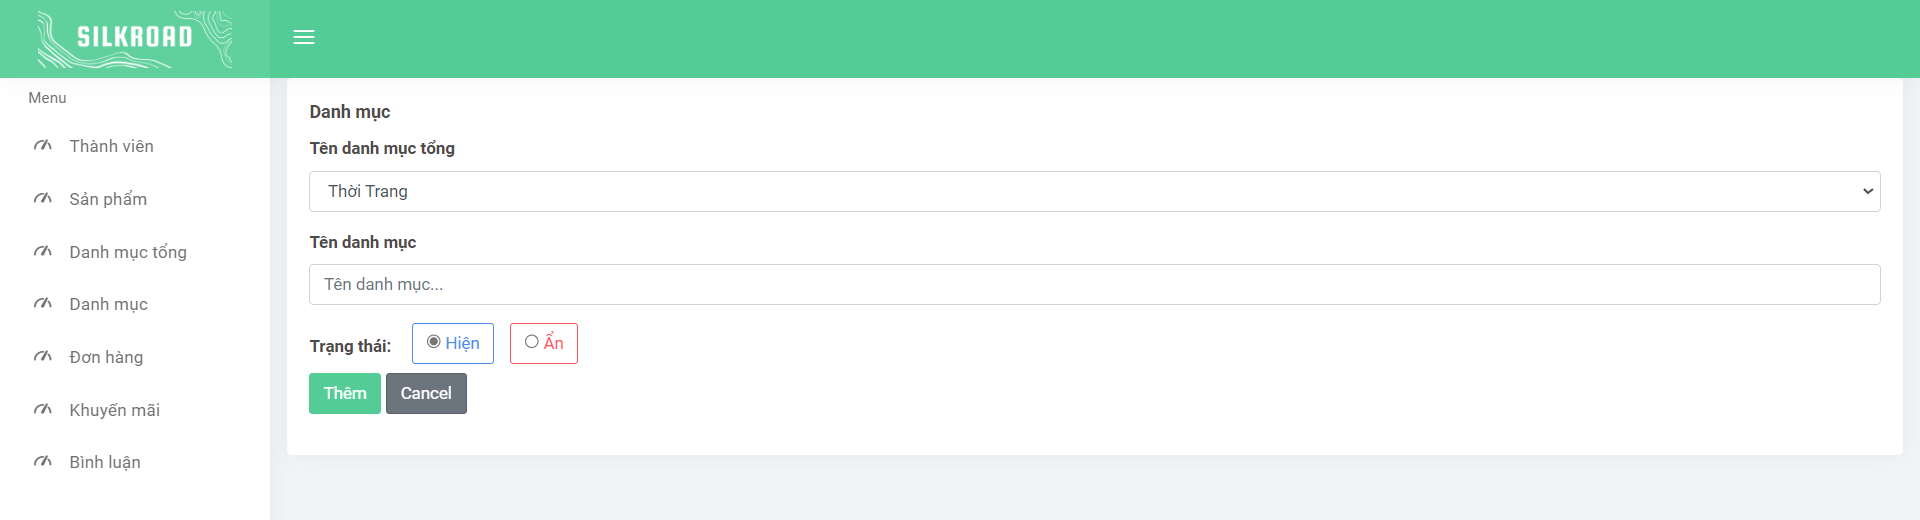 SILKROAD
Menu
Thành viên
Sản phẩm
Danh mục tổng
Danh mục
Đơn hàng
Khuyến mãi
Bình luận
Danh mục
Tên danh mục tổng
Thời Trang
Tên danh mục
Tên danh mục...
Trạng thái: Hiện Ẩn
Thêm Cancel